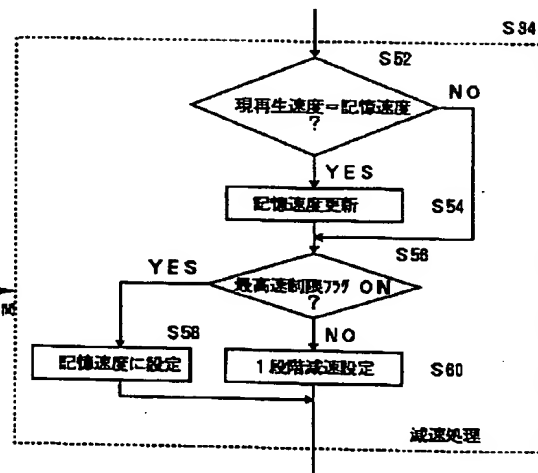 S34
S52
現再生速度=記憶速度
?
NO
YES
記憶速度更新
S54
S56
YES
最高速制限フラグ ON
?
NO
S58
記憶速度に設定
1段階減速設定
S60
減速処理